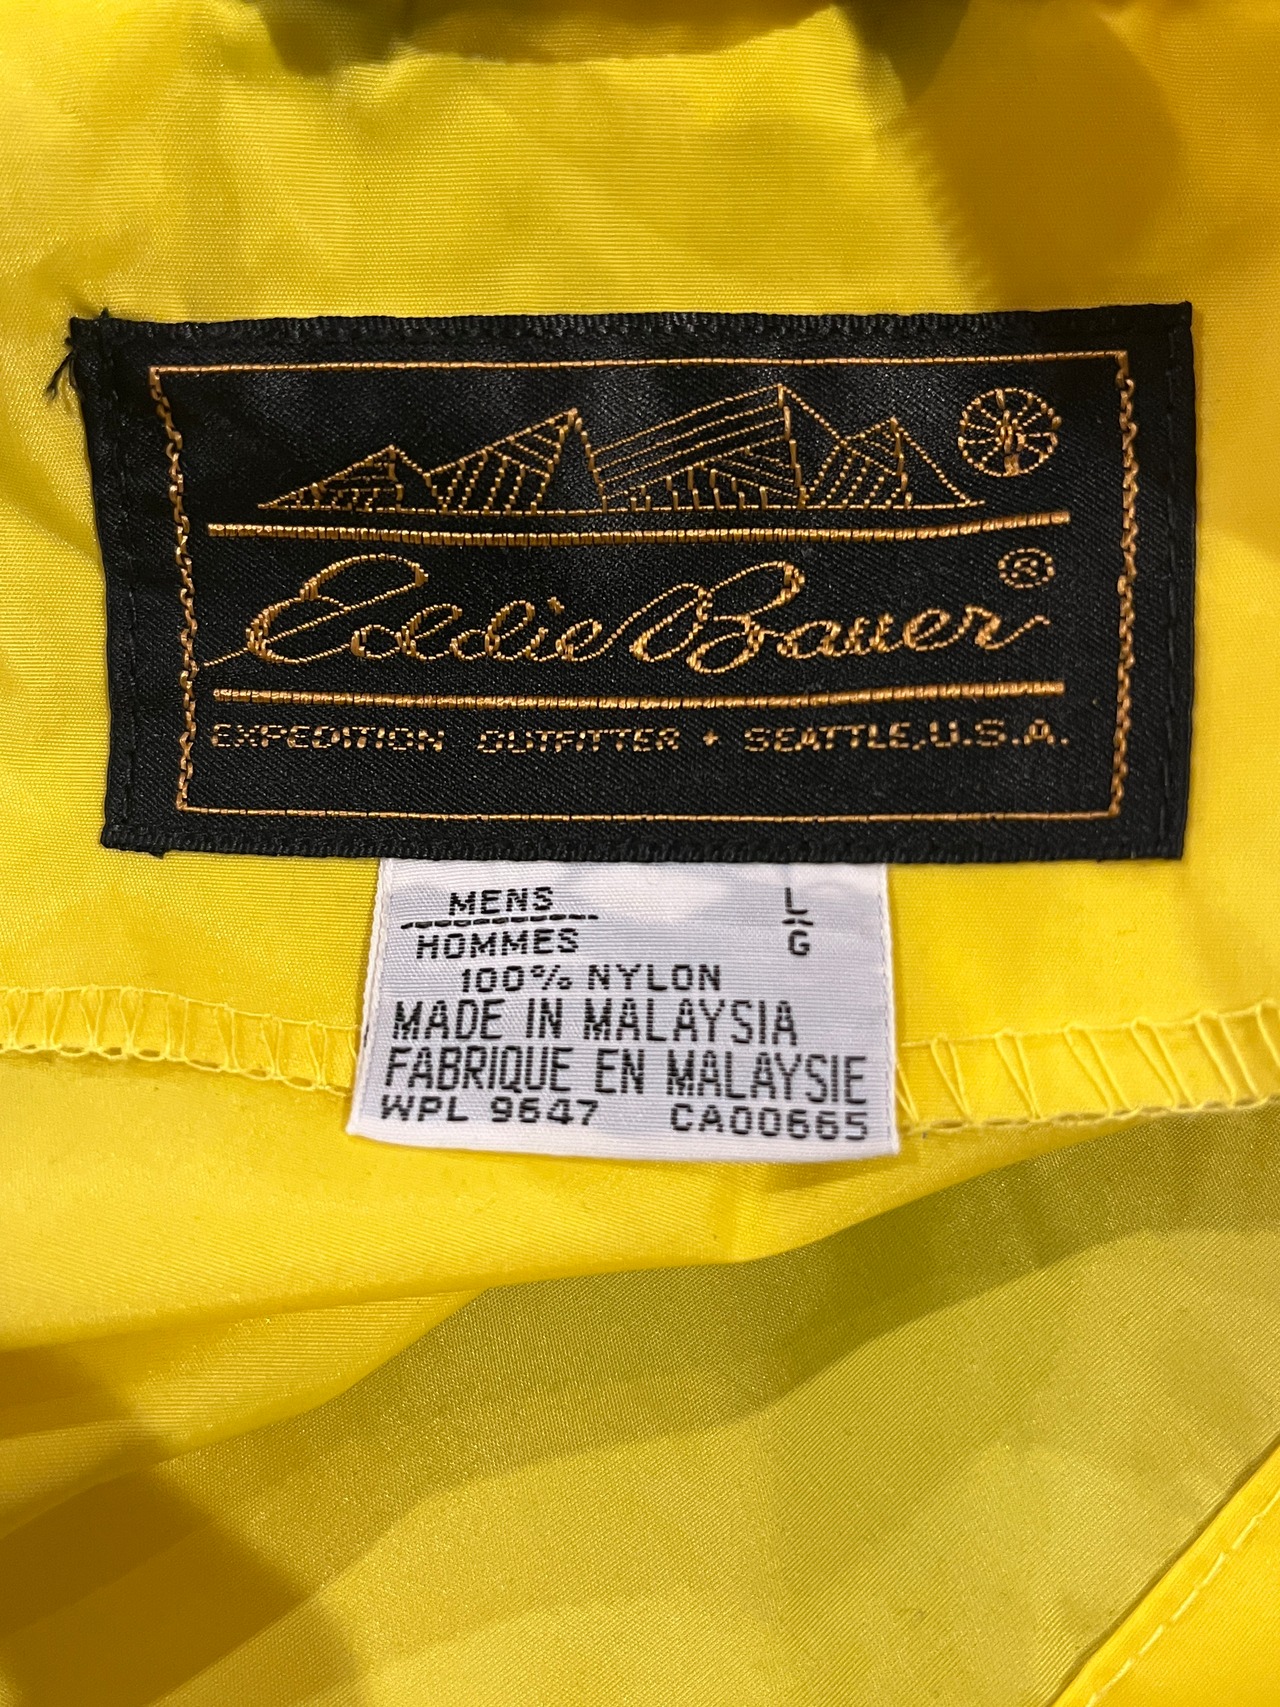 Eddie Bauer®
EXPEDITION OUTFITTER • SEATTLE, U.S.A.
MENS L
HOMMES G
100% NYLON
MADE IN MALAYSIA
FABRIQUE EN MALAYSIE
WPL 9647 CA00665